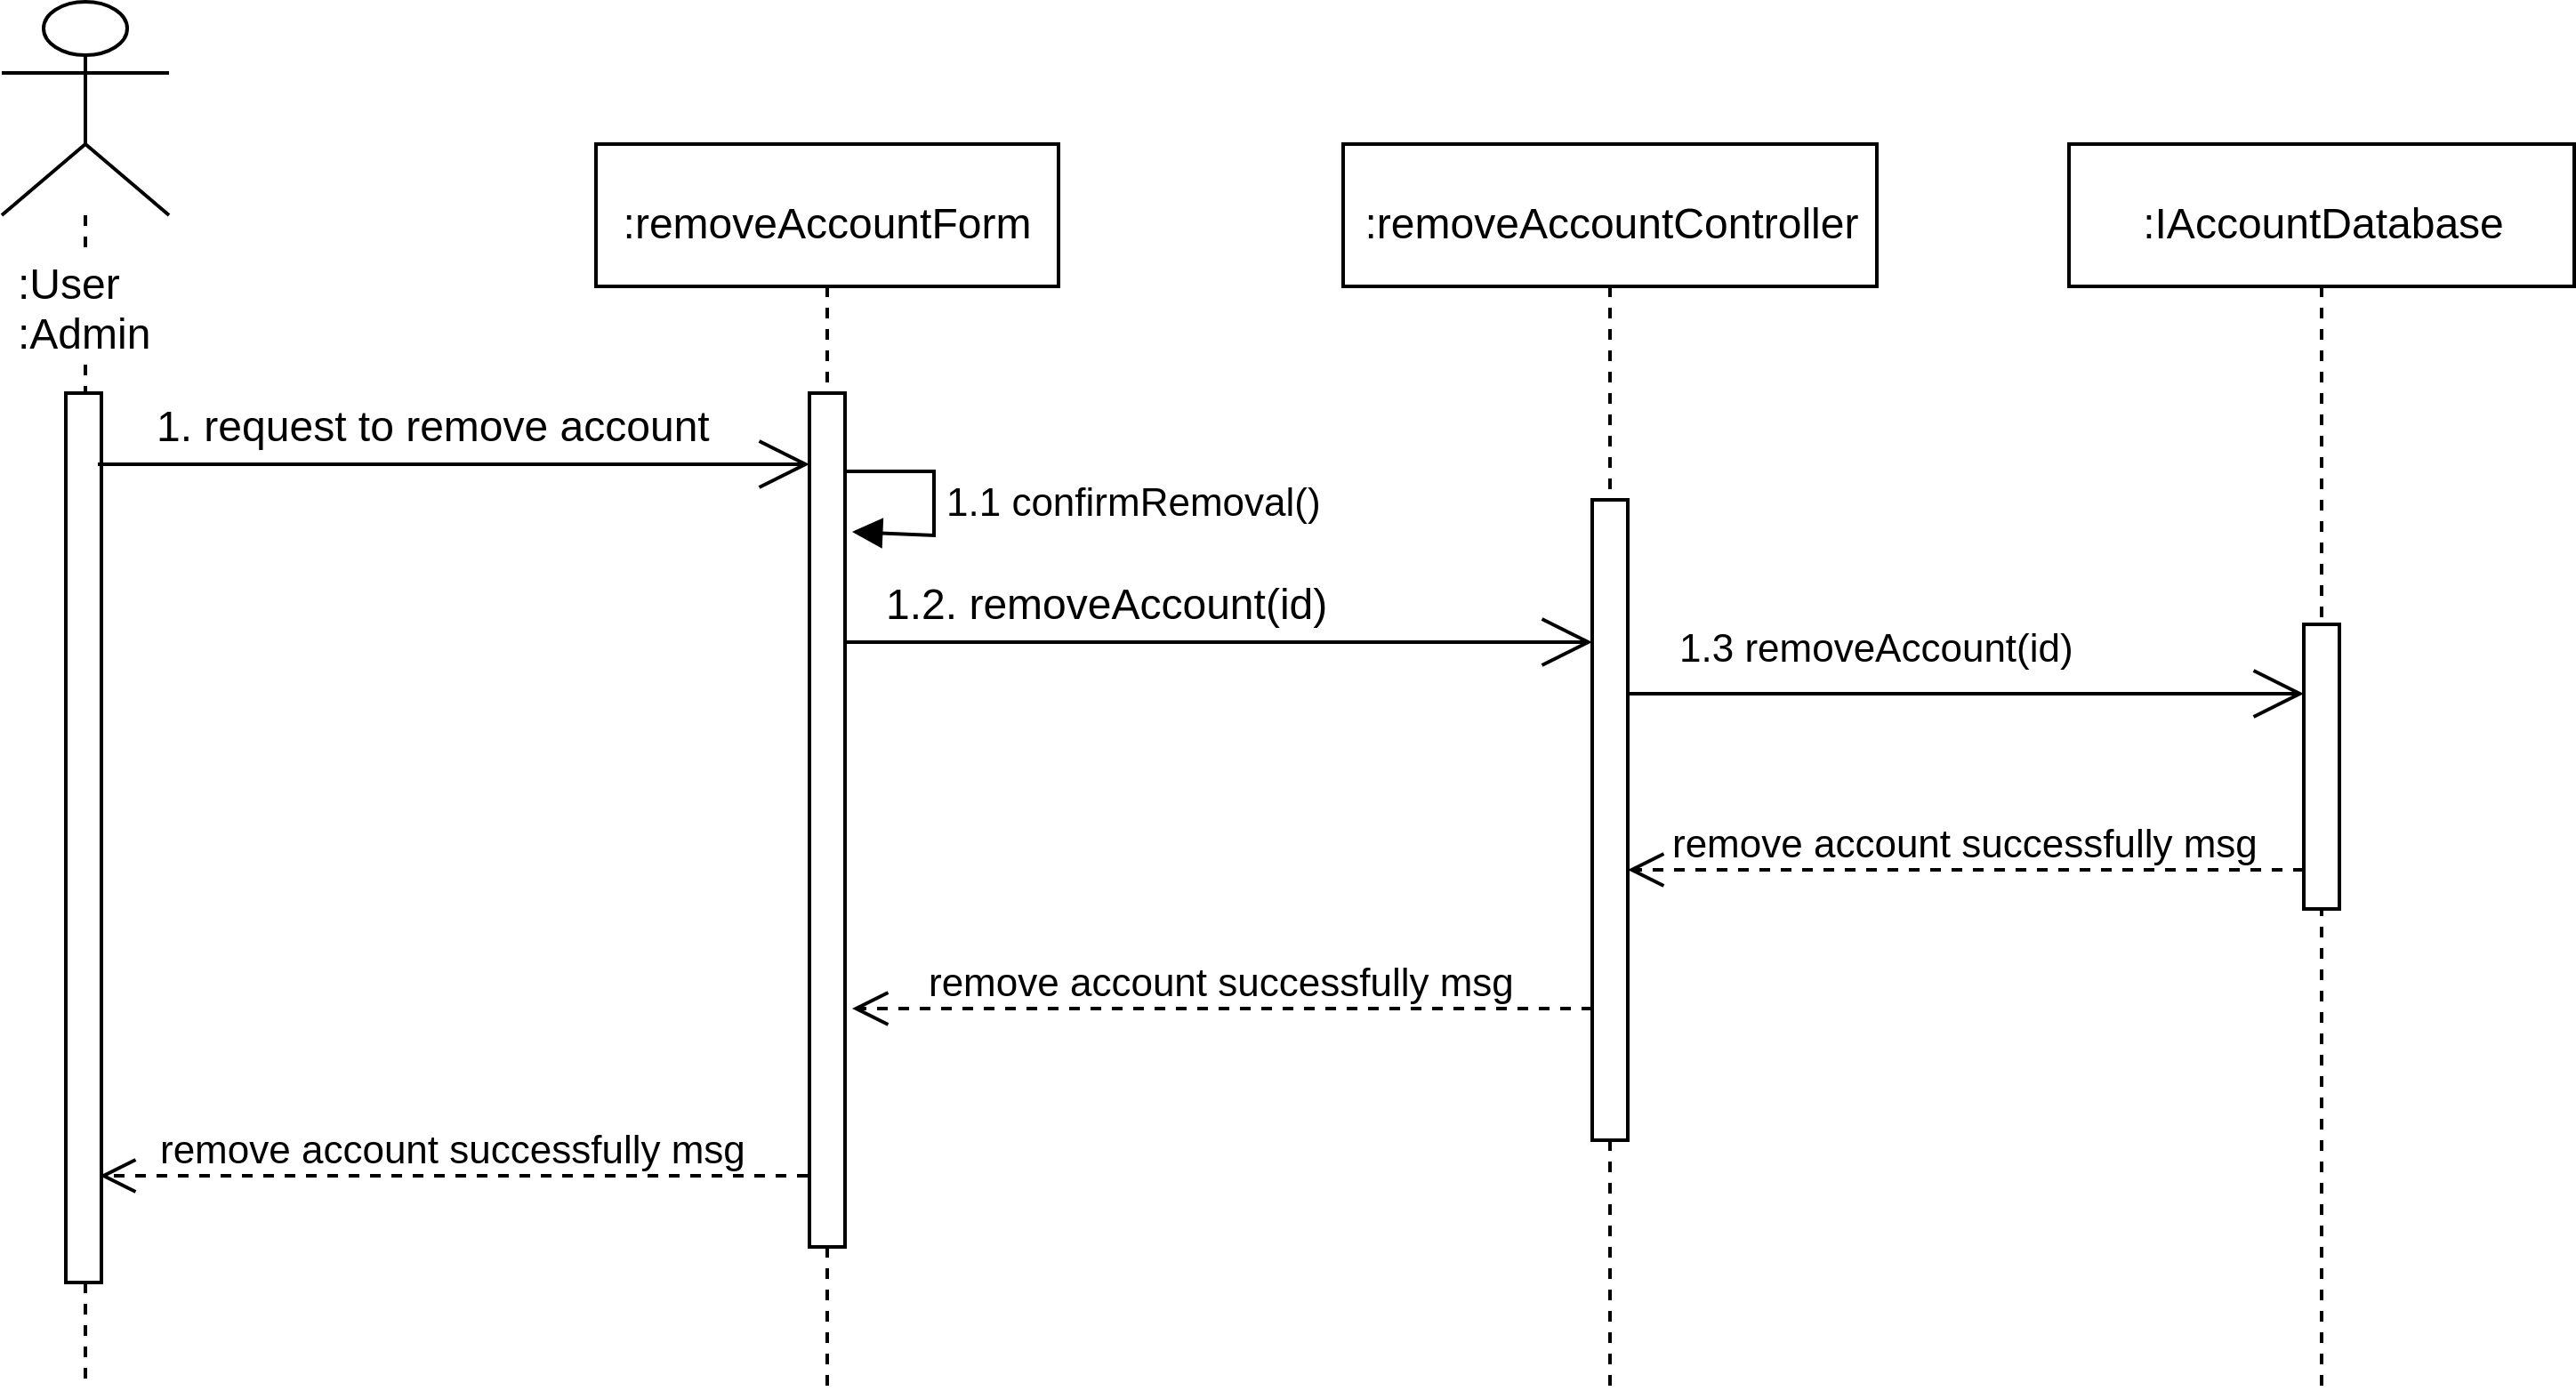 :removeAccountForm
:removeAccountController
:IAccountDatabase
:User
:Admin
1. request to remove account
1.1 confirmRemoval()
1.2. removeAccount(id)
1.3 removeAccount(id)
remove account successfully msg
remove account successfully msg
remove account successfully msg